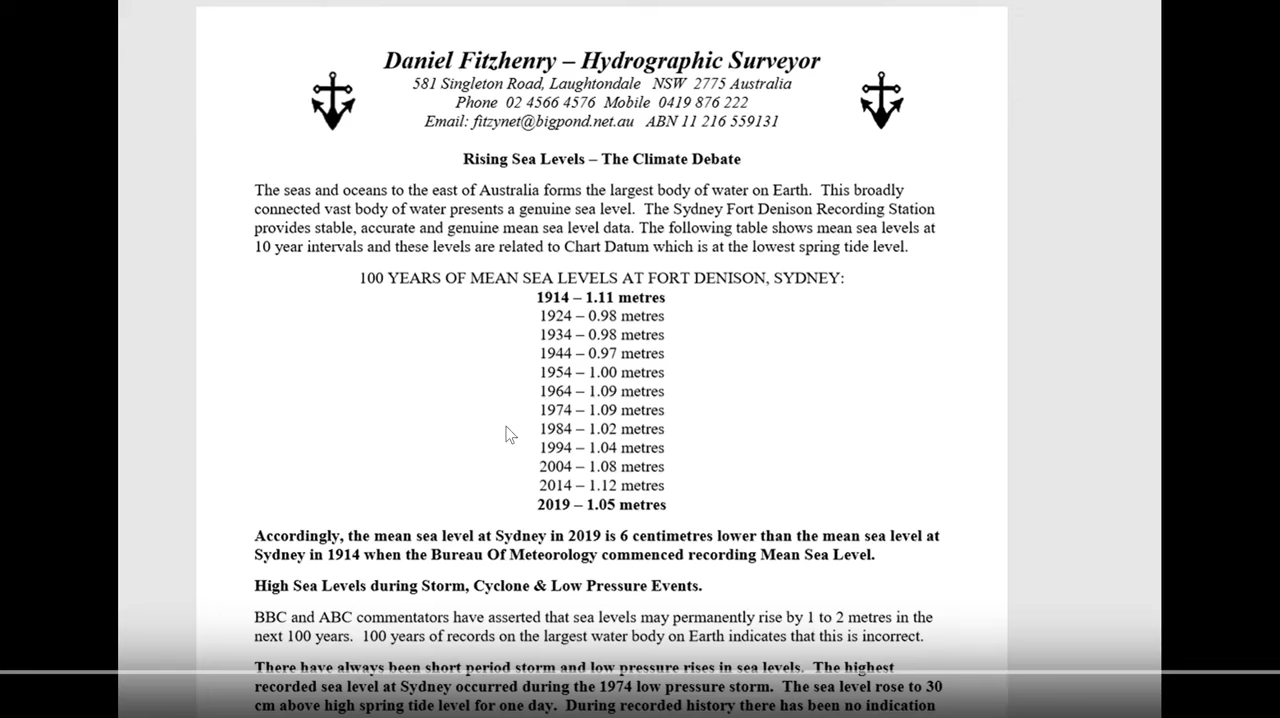 Daniel Fitzhenry – Hydrographic Surveyor
581 Singleton Road, Laughtondale NSW 2775 Australia
Phone 02 4566 4576 Mobile 0419 876 222
Email: fitzynet@bigpond.net.au ABN 11 216 559131
Rising Sea Levels – The Climate Debate
The seas and oceans to the east of Australia forms the largest body of water on Earth. This broadly
connected vast body of water presents a genuine sea level. The Sydney Fort Denison Recording Station
provides stable, accurate and genuine mean sea level data. The following table shows mean sea levels at
10 year intervals and these levels are related to Chart Datum which is at the lowest spring tide level.
100 YEARS OF MEAN SEA LEVELS AT FORT DENISON, SYDNEY:
1914 – 1.11 metres
1924 – 0.98 metres
1934 – 0.98 metres
1944 – 0.97 metres
1954 – 1.00 metres
1964 – 1.09 metres
1974 – 1.09 metres
1984 – 1.02 metres
1994 – 1.04 metres
2004 – 1.08 metres
2014 – 1.12 metres
2019 – 1.05 metres
Accordingly, the mean sea level at Sydney in 2019 is 6 centimetres lower than the mean sea level at
Sydney in 1914 when the Bureau Of Meteorology commenced recording Mean Sea Level.
High Sea Levels during Storm, Cyclone & Low Pressure Events.
BBC and ABC commentators have asserted that sea levels may permanently rise by 1 to 2 metres in the
next 100 years. 100 years of records on the largest water body on Earth indicates that this is incorrect.
There have always been short period storm and low pressure rises in sea levels. The highest
recorded sea level at Sydney occurred during the 1974 low pressure storm. The sea level rose to 30
cm above high spring tide level for one day. During recorded history there has been no indication